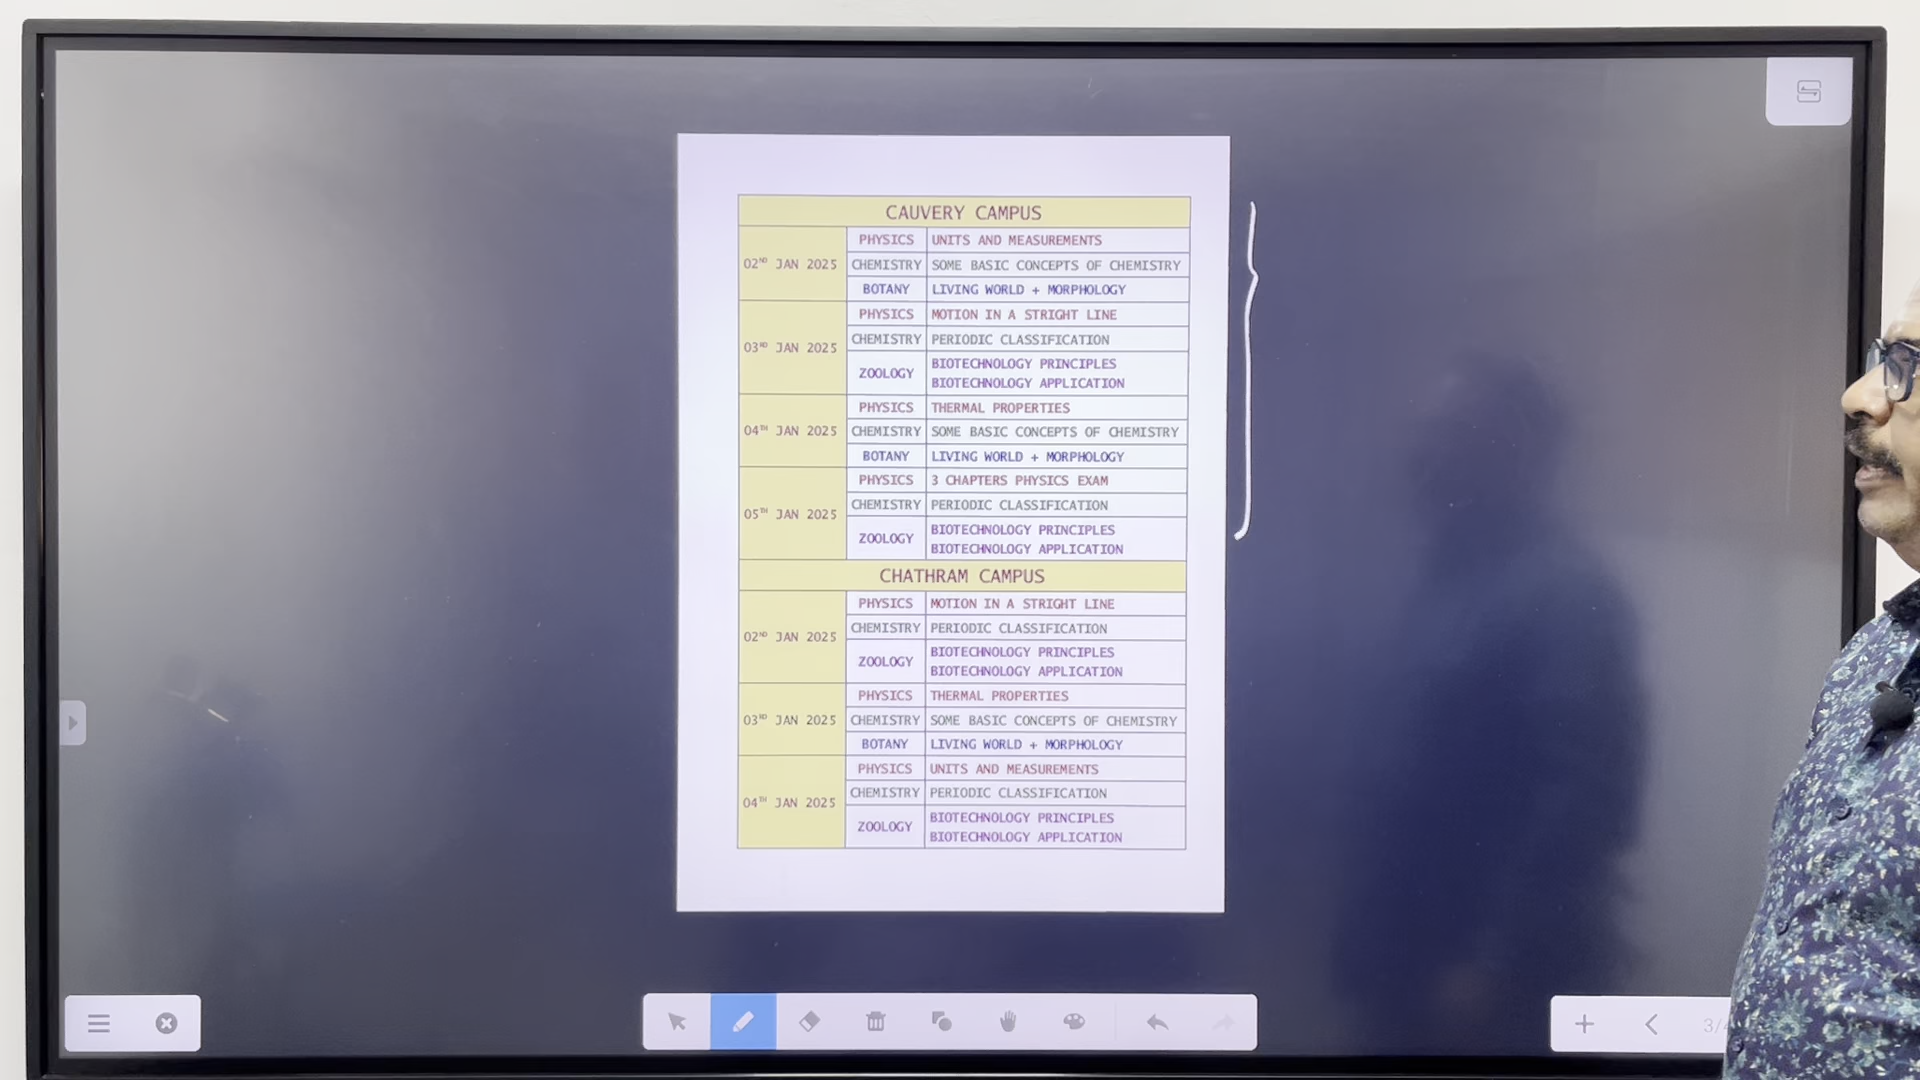 CAUVERY CAMPUS
02ND JAN 2025
PHYSICS UNITS AND MEASUREMENTS
CHEMISTRY SOME BASIC CONCEPTS OF CHEMISTRY
BOTANY LIVING WORLD + MORPHOLOGY
03RD JAN 2025
PHYSICS MOTION IN A STRIGHT LINE
CHEMISTRY PERIODIC CLASSIFICATION
ZOOLOGY BIOTECHNOLOGY PRINCIPLES
BIOTECHNOLOGY APPLICATION
04TH JAN 2025
PHYSICS THERMAL PROPERTIES
CHEMISTRY SOME BASIC CONCEPTS OF CHEMISTRY
BOTANY LIVING WORLD + MORPHOLOGY
05TH JAN 2025
PHYSICS 3 CHAPTERS PHYSICS EXAM
CHEMISTRY PERIODIC CLASSIFICATION
ZOOLOGY BIOTECHNOLOGY PRINCIPLES
BIOTECHNOLOGY APPLICATION
CHATHRAM CAMPUS
02ND JAN 2025
PHYSICS MOTION IN A STRIGHT LINE
CHEMISTRY PERIODIC CLASSIFICATION
ZOOLOGY BIOTECHNOLOGY PRINCIPLES
BIOTECHNOLOGY APPLICATION
03RD JAN 2025
PHYSICS THERMAL PROPERTIES
CHEMISTRY SOME BASIC CONCEPTS OF CHEMISTRY
BOTANY LIVING WORLD + MORPHOLOGY
04TH JAN 2025
PHYSICS UNITS AND MEASUREMENTS
CHEMISTRY PERIODIC CLASSIFICATION
ZOOLOGY BIOTECHNOLOGY PRINCIPLES
BIOTECHNOLOGY APPLICATION